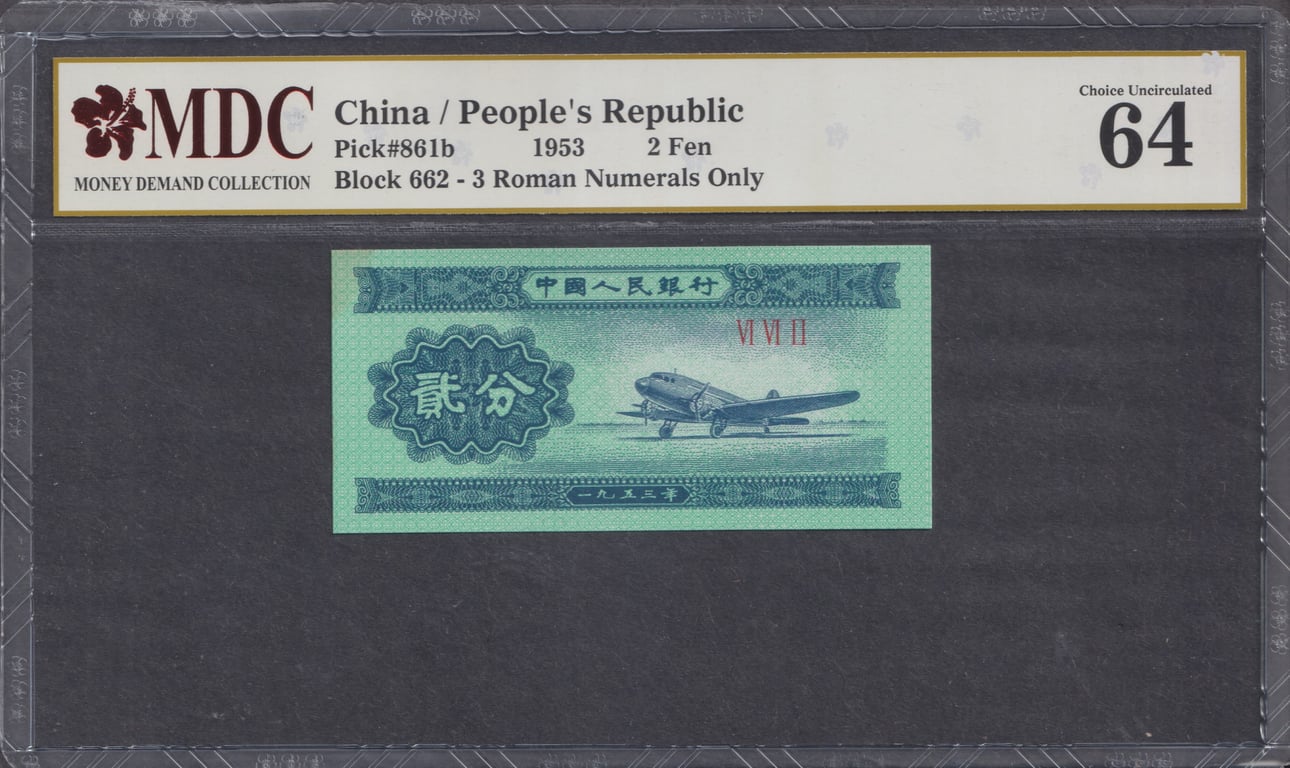 MDC
MONEY DEMAND COLLECTION
China / People's Republic
Pick#861b 1953 2 Fen
Block 662 - 3 Roman Numerals Only
Choice Uncirculated
64
中國人民銀行
VI VI II
貳分
一九五三年